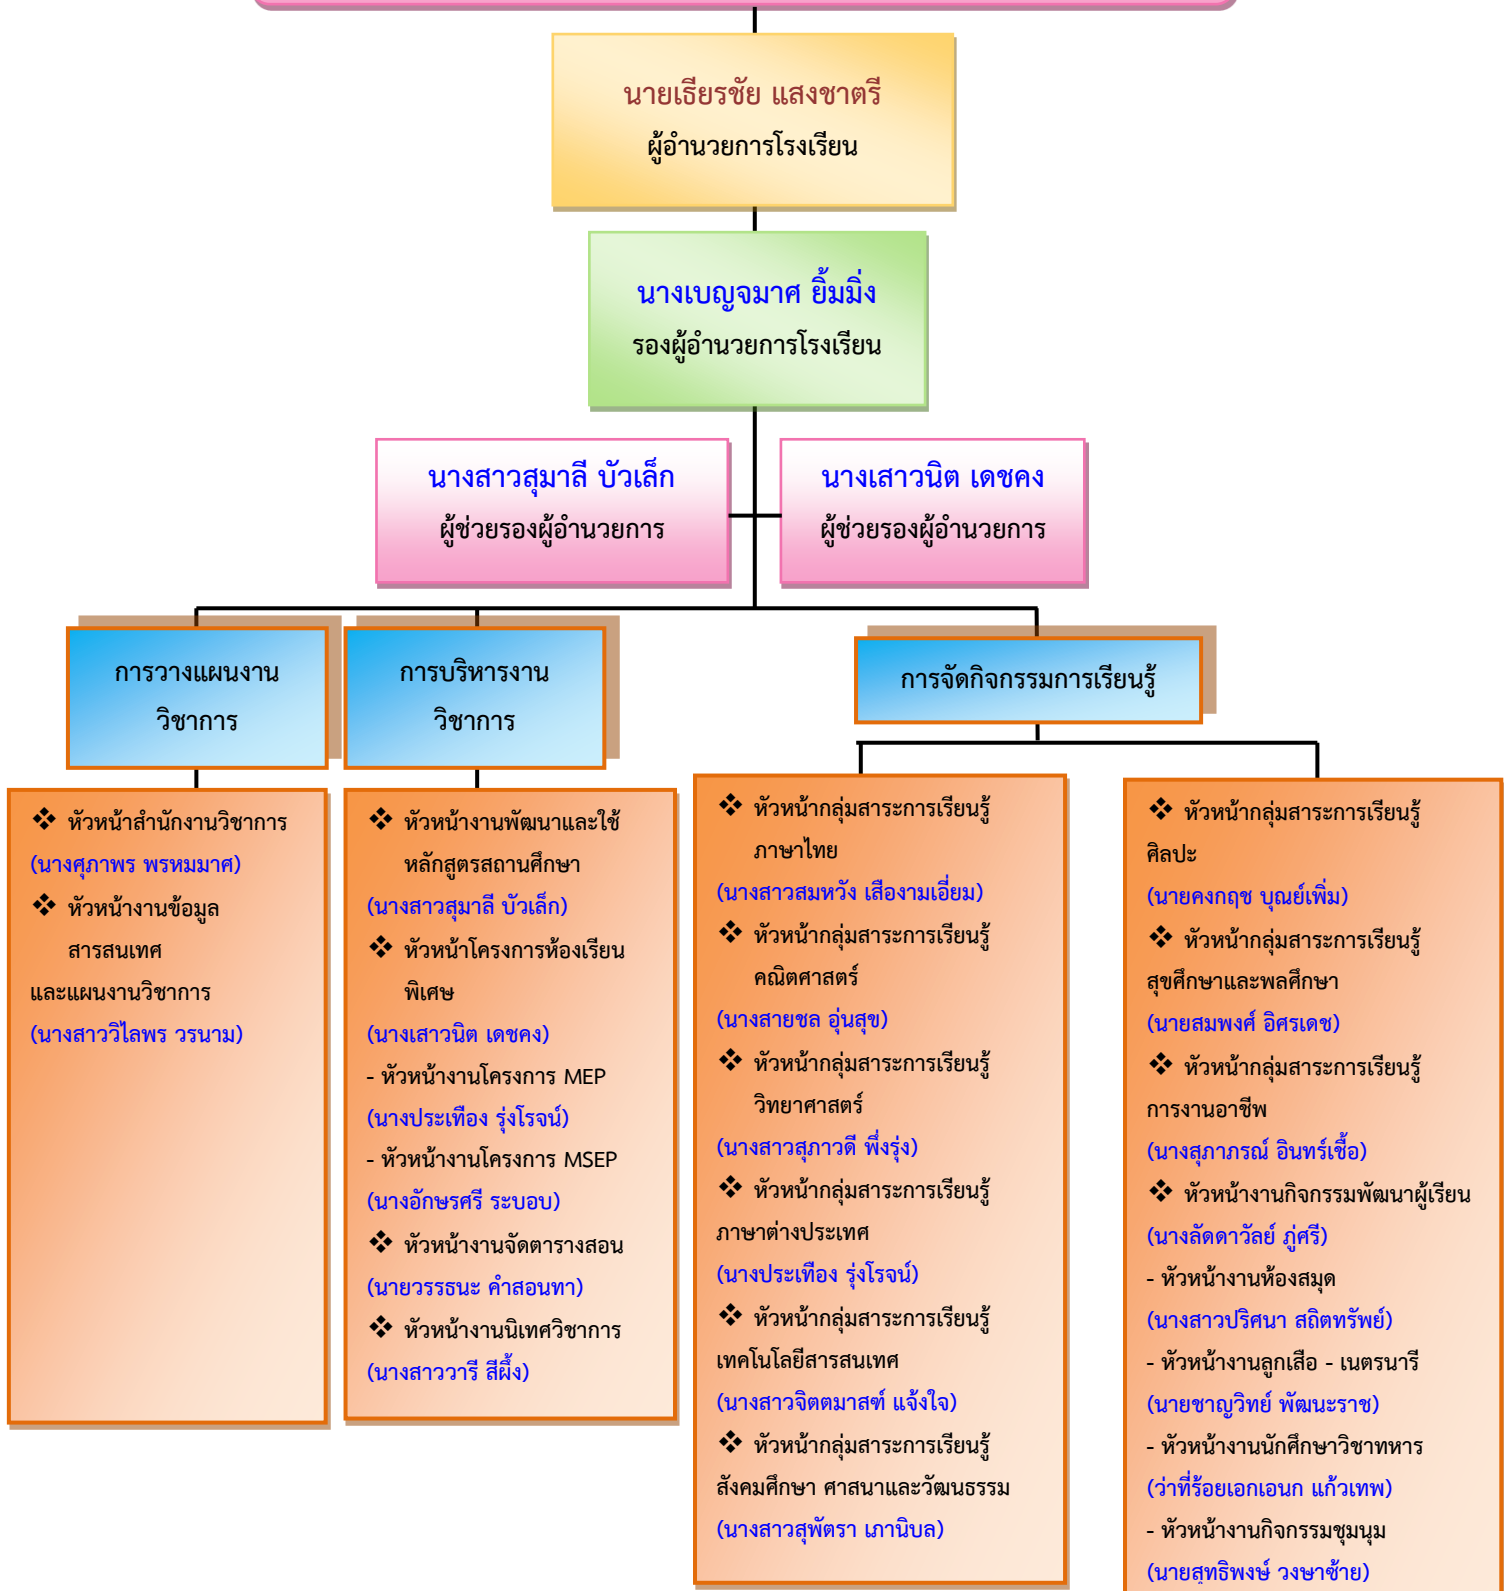 นายเธียรชัย แสงชาตรี
ผู้อำนวยการโรงเรียน
นางเบญจมาศ ยิ้มมิ่ง
รองผู้อำนวยการโรงเรียน
นางสาวสุมาลี บัวเล็ก
ผู้ช่วยรองผู้อำนวยการ
นางเสาวนิต เดชคง
ผู้ช่วยรองผู้อำนวยการ
การวางแผนงาน
วิชาการ
การบริหารงาน
วิชาการ
การจัดกิจกรรมการเรียนรู้
❖ หัวหน้าสำนักงานวิชาการ
(นางศุภาพร พรหมมาศ)
❖ หัวหน้างานข้อมูล
สารสนเทศ
และแผนงานวิชาการ
(นางสาววิไลพร วรนาม)
❖ หัวหน้างานพัฒนาและใช้
หลักสูตรสถานศึกษา
(นางสาวสุมาลี บัวเล็ก)
❖ หัวหน้าโครงการห้องเรียน
พิเศษ
(นางเสาวนิต เดชคง)
- หัวหน้างานโครงการ MEP
(นางประเทือง รุ่งโรจน์)
- หัวหน้างานโครงการ MSEP
(นางอักษรศรี ระบอบ)
❖ หัวหน้างานจัดตารางสอน
(นายวรรธนะ คำสอนทา)
❖ หัวหน้างานนิเทศวิชาการ
(นางสาววารี สีผึ้ง)
❖ หัวหน้ากลุ่มสาระการเรียนรู้
ภาษาไทย
(นางสาวสมหวัง เสืองามเอี่ยม)
❖ หัวหน้ากลุ่มสาระการเรียนรู้
คณิตศาสตร์
(นางสายชล อุ่นสุข)
❖ หัวหน้ากลุ่มสาระการเรียนรู้
วิทยาศาสตร์
(นางสาวสุภาวดี พึ่งรุ่ง)
❖ หัวหน้ากลุ่มสาระการเรียนรู้
ภาษาต่างประเทศ
(นางประเทือง รุ่งโรจน์)
❖ หัวหน้ากลุ่มสาระการเรียนรู้
เทคโนโลยีสารสนเทศ
(นางสาวจิตตมาสฑ์ แจ้งใจ)
❖ หัวหน้ากลุ่มสาระการเรียนรู้
สังคมศึกษา ศาสนาและวัฒนธรรม
(นางสาวสุพัตรา เภานิบล)
❖ หัวหน้ากลุ่มสาระการเรียนรู้
ศิลปะ
(นายคงกฤช บุณย์เพิ่ม)
❖ หัวหน้ากลุ่มสาระการเรียนรู้
สุขศึกษาและพลศึกษา
(นายสมพงศ์ อิศรเดช)
❖ หัวหน้ากลุ่มสาระการเรียนรู้
การงานอาชีพ
(นางสุภาภรณ์ อินทร์เชื้อ)
❖ หัวหน้างานกิจกรรมพัฒนาผู้เรียน
(นางลัดดาวัลย์ ภู่ศรี)
- หัวหน้างานห้องสมุด
(นางสาวปริศนา สถิตทรัพย์)
- หัวหน้างานลูกเสือ - เนตรนารี
(นายชาญวิทย์ พัฒนะราช)
- หัวหน้างานนักศึกษาวิชาทหาร
(ว่าที่ร้อยเอกเอนก แก้วเทพ)
- หัวหน้างานกิจกรรมชุมนุม
(นายสุทธิพงษ์ วงษาซ้าย)